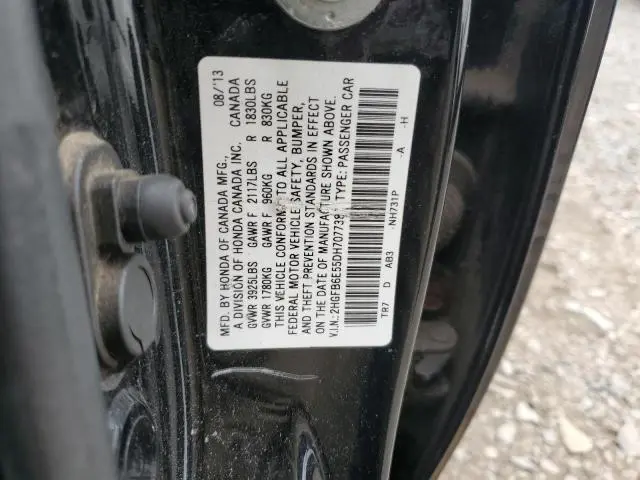 MFD. BY HONDA OF CANADA MFG, 08/'13
A DIVISION OF HONDA CANADA INC. CANADA
GVWR 3925LBS GAWR F 2117LBS R 1830LBS
GVWR 1780KG GAWR F 960KG R 830KG
THIS VEHICLE CONFORMS TO ALL APPLICABLE
FEDERAL MOTOR VEHICLE SAFETY, BUMPER,
AND THEFT PREVENTION STANDARDS IN EFFECT
ON THE DATE OF MANUFACTURE SHOWN ABOVE.
V.I.N.: 2HGFB6E55DH707739 TYPE: PASSENGER CAR
TR7 D AB3 NH731P -A -H